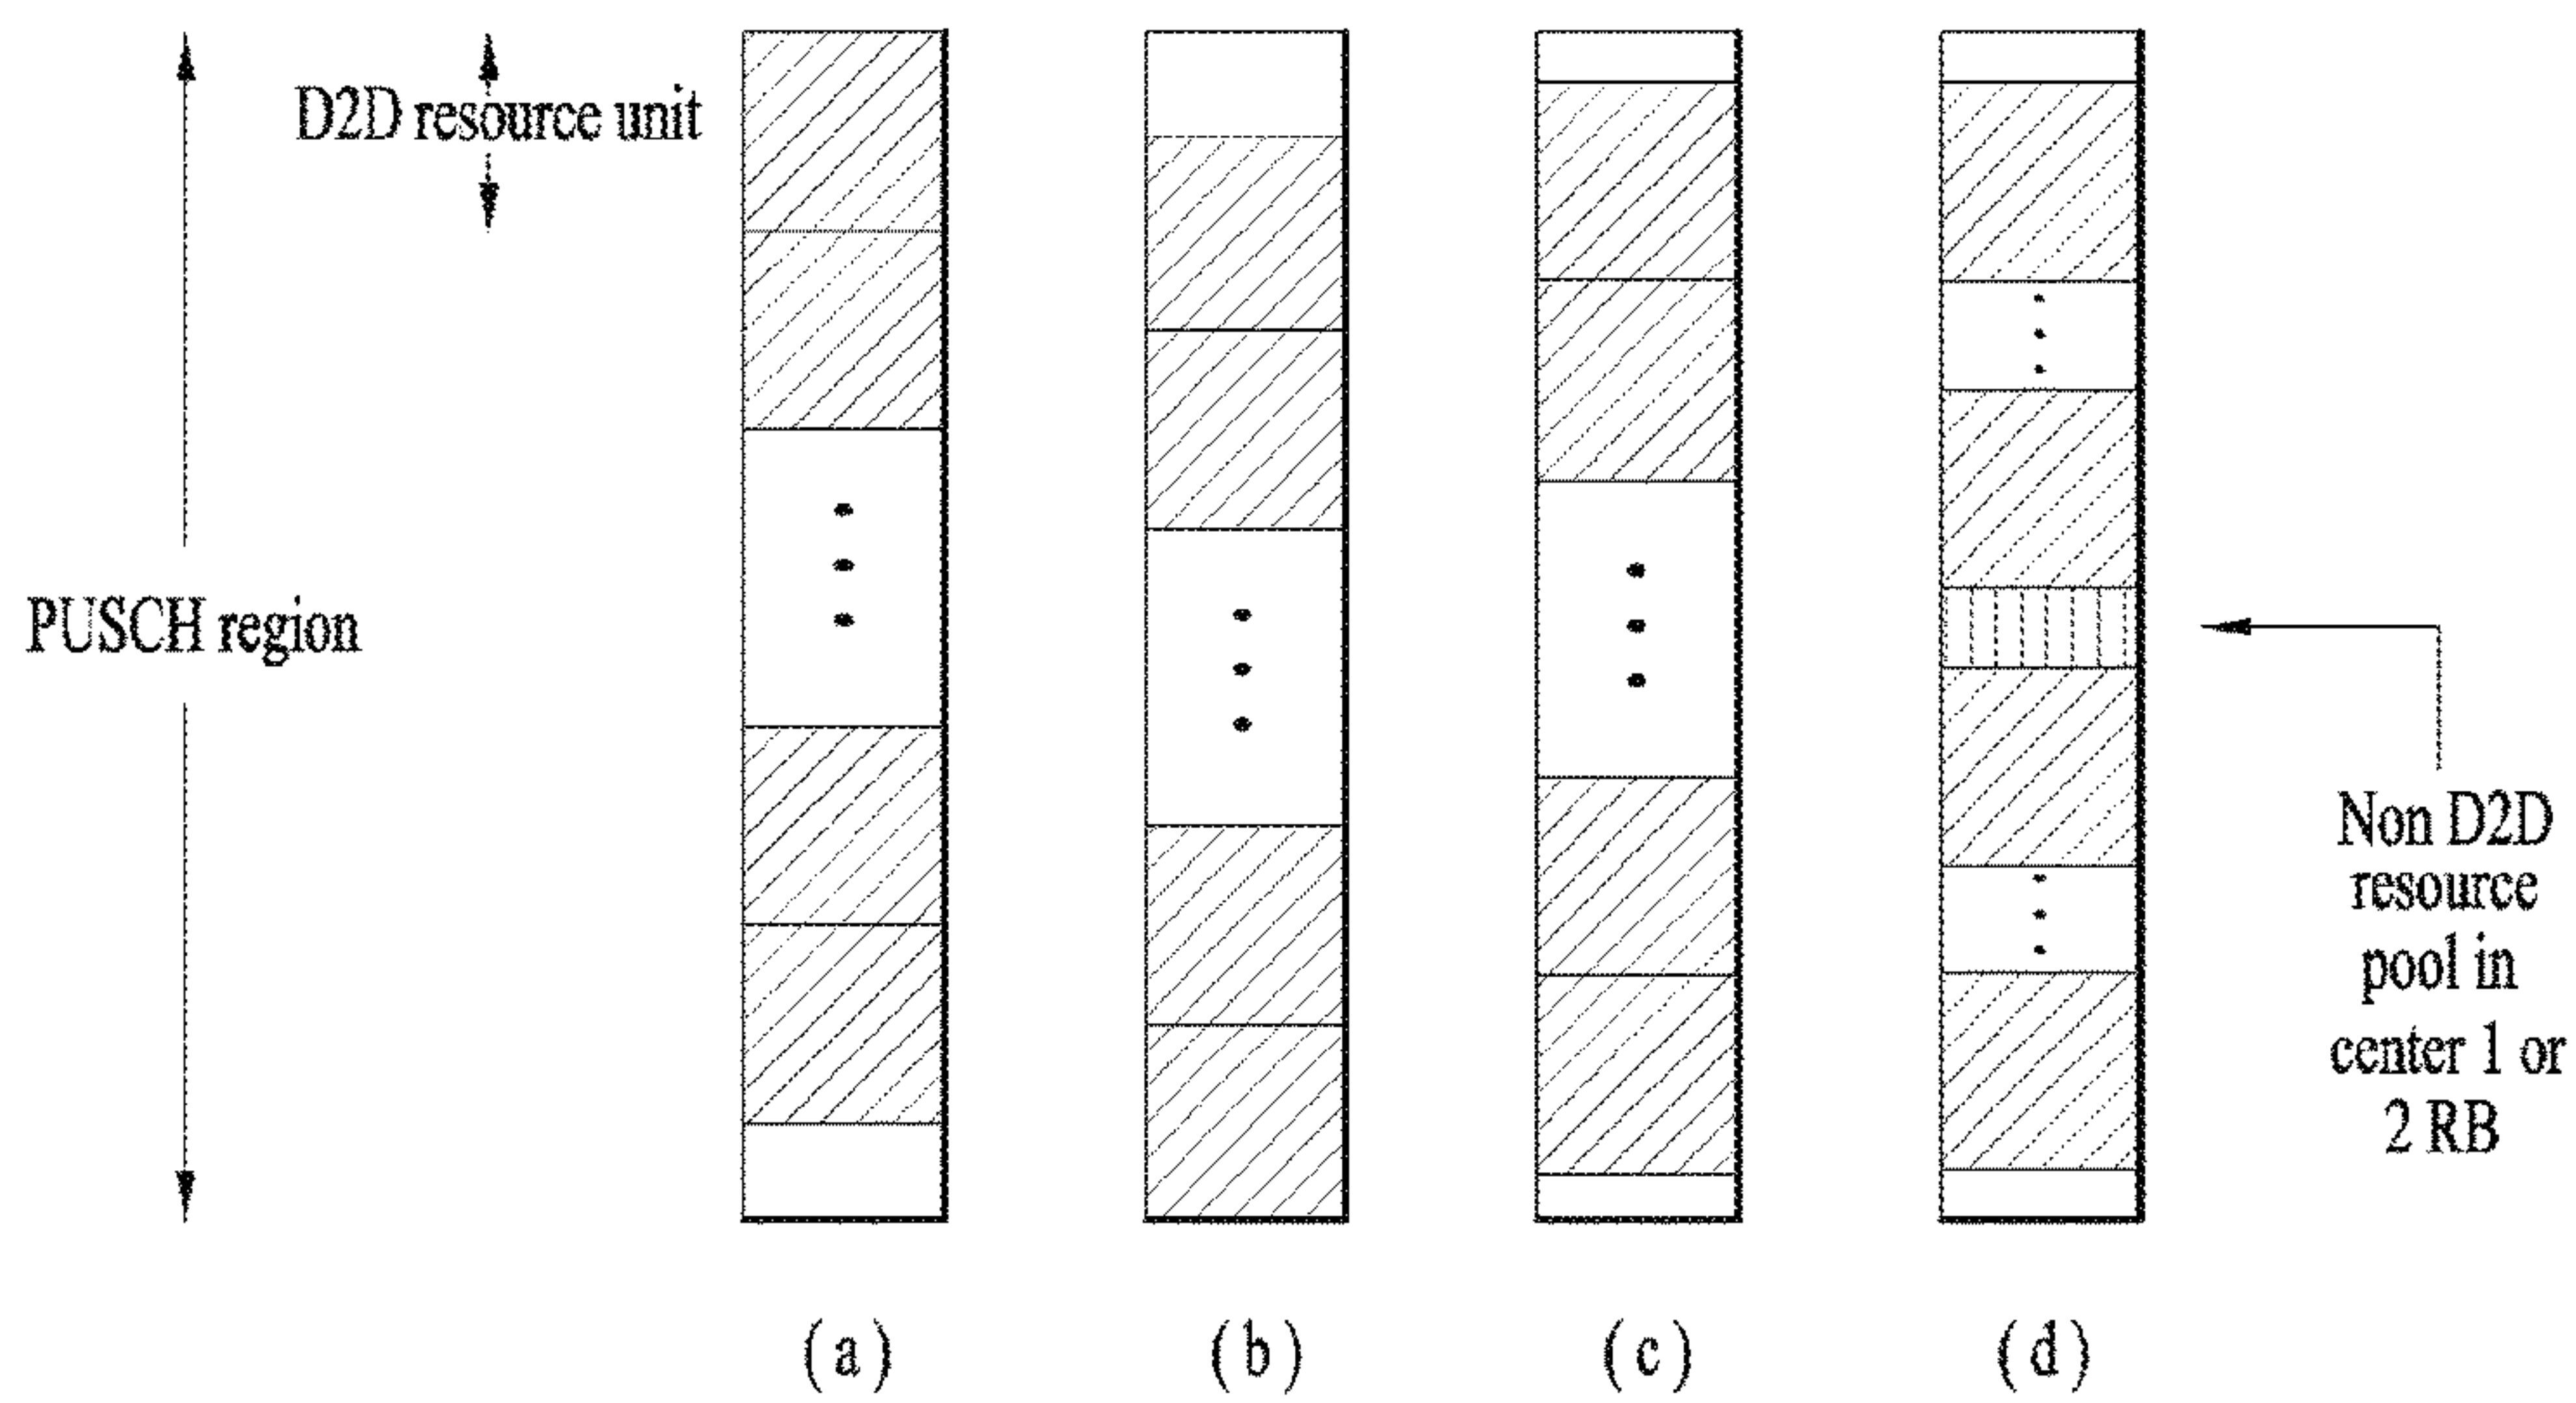 D2D resource unit
PUSCH region
Non D2D
resource
pool in
center 1 or
2 RB
(a)
(b)
(c)
(d)